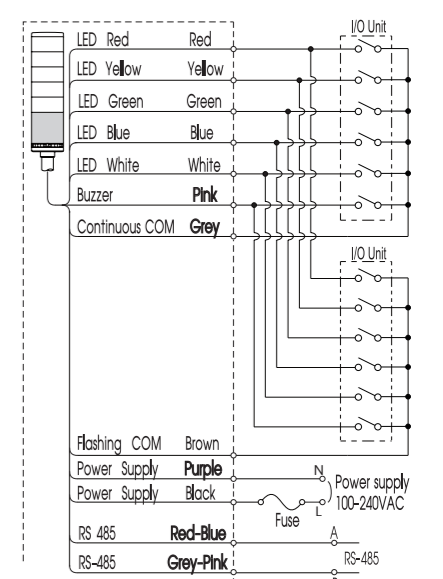 I/O Unit
LED Red Red
LED Yellow Yellow
LED Green Green
LED Blue Blue
LED White White
Buzzer Pink
Continuous COM Grey
I/O Unit
Flashing COM Brown
Power Supply Purple N
Power supply
Power Supply Black L
100-240VAC
Fuse
RS 485 Red-Blue A
RS-485
RS-485 Grey-Pink